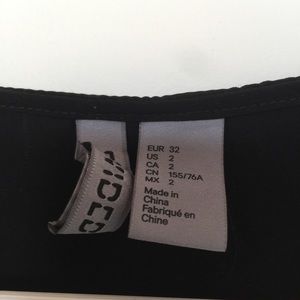 EUR 32
US 2
CA 2
CN 155/76A
MX 2
Made in
China
Fabriqué en
Chine